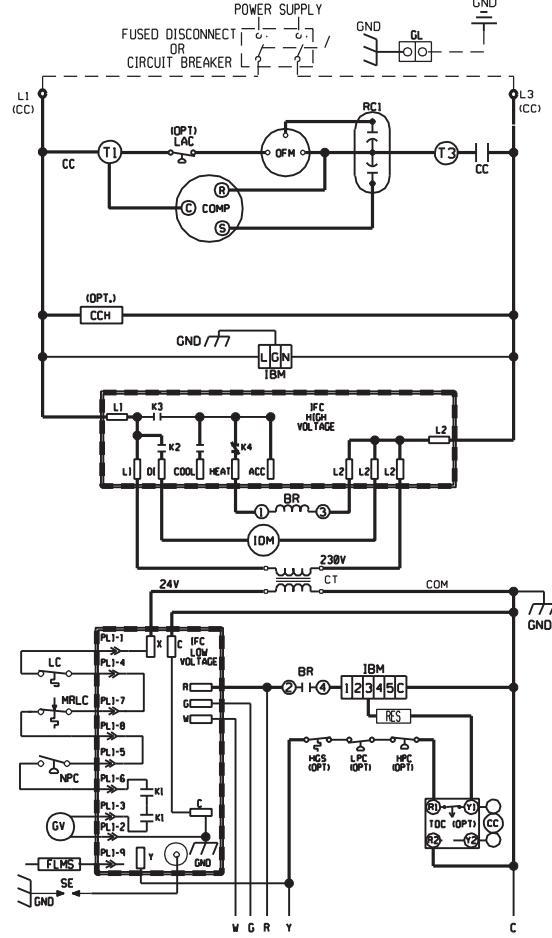 POWER SUPPLY
GND
FUSED DISCONNECT
OR
CIRCUIT BREAKER
GND
GL
L1
(CC)
L3
(CC)
RC1
(OPT)
LAC
T1
OFM
T3
CC
CC
R
C COMP
S
(OPT.)
CCH
GND
L G N
IBM
L1
K3
IFC
HIGH
VOLTAGE
L2
K2
K4
L1 DI COOL HEAT ACC L2 L2 L2
BR
1 3
IDM
230V
24V
CT
COM
GND
PL1-1
X
C
IFC
LOW
VOLTAGE
PL1-4
LC
MRLC
PL1-7
PL1-8
PL1-5
NPC
PL1-6
K1
PL1-3
K1
GV
PL1-2
PL1-9
FLMS
SE
GND
R
G
W
C
GND
Y
BR
2 4
IBM
1 2 3 4 5 C
RES
HGS
(OPT)
LPC
(OPT)
HPC
(OPT)
R1 Y1
TOC (OPT)
CC
R2 Y2
W G R Y
C